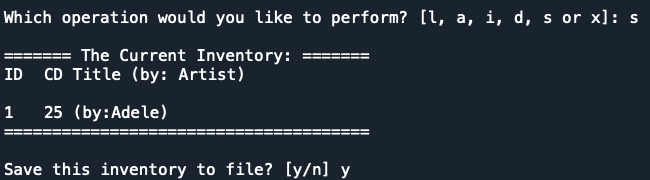 Which operation would you like to perform? [l, a, i, d, s or x]: s
======= The Current Inventory: =======
ID  CD Title (by: Artist)
1   25 (by:Adele)
======================================
Save this inventory to file? [y/n] y